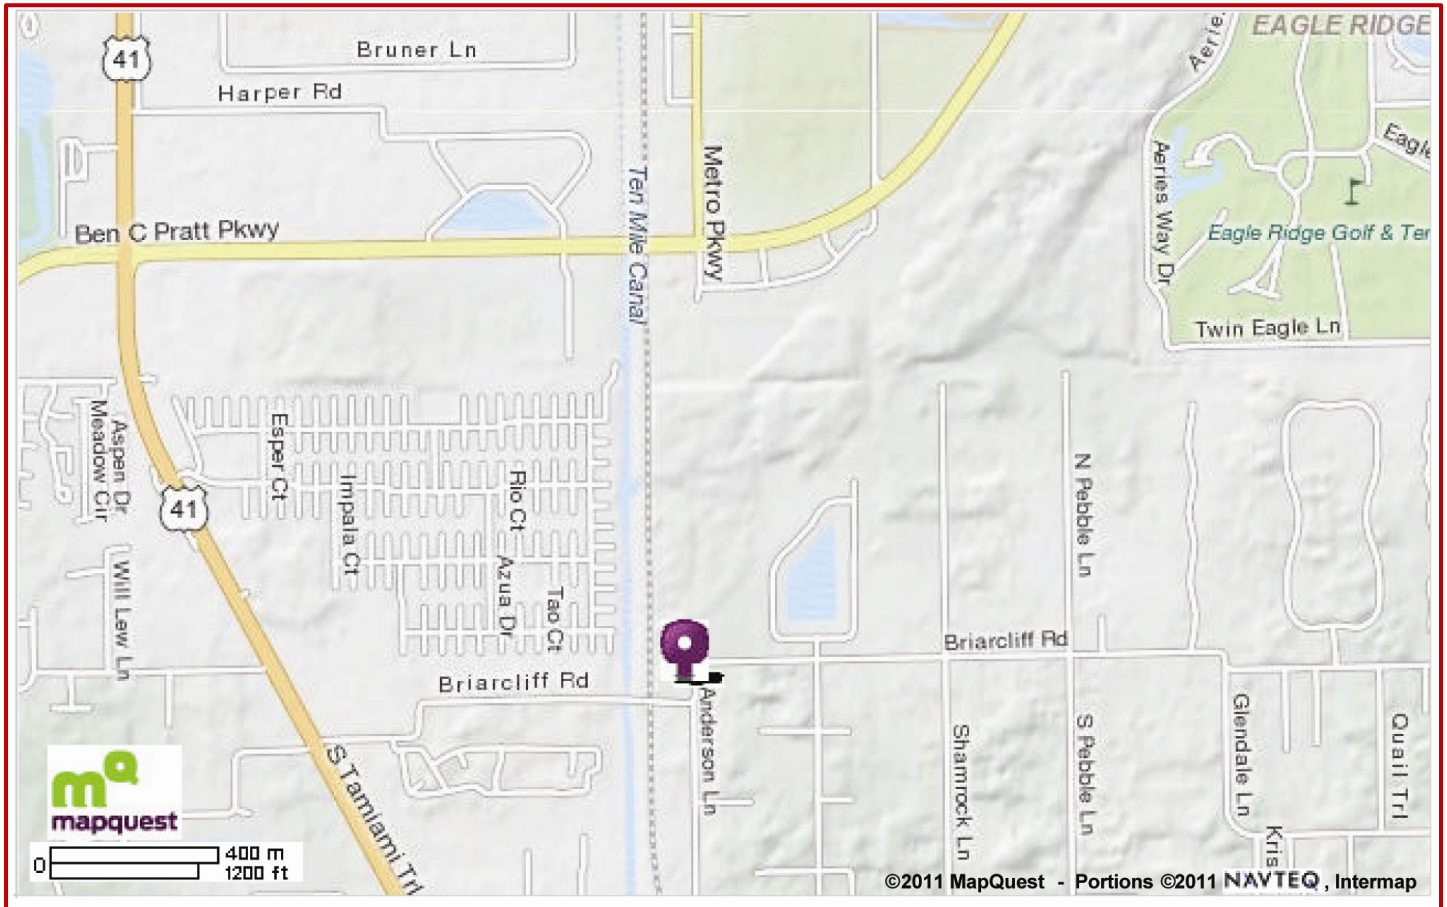 EAGLE RIDGE
41
Bruner Ln
Aerie
Harper Rd
Eagle
Metro Pkwy
Aeries Way Dr
Ten Mile Canal
Ben C Pratt Pkwy
Eagle Ridge Golf & Ter
Twin Eagle Ln
Aspen Dr
Meadow Cir
Esper Ct
Impala Ct
Rio Ct
N Pebble Ln
41
Azua Dr
Will Lew Ln
Tao Ct
Briarcliff Rd
Briarcliff Rd
Anderson Ln
Shamrock Ln
S Pebble Ln
Glendale Ln
Quail Trl
S Tamiami Trl
Kris
mq
mapquest
0
400 m
1200 ft
©2011 MapQuest - Portions ©2011 NAVTEQ, Intermap